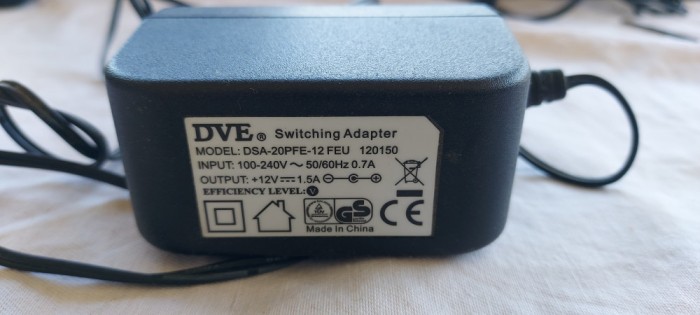 DVE® Switching Adapter
MODEL: DSA-20PFE-12 FEU 120150
INPUT: 100-240V ~ 50/60Hz 0.7A
OUTPUT: +12V⎓1.5A ⊖-●-⊕
EFFICIENCY LEVEL: V
GS CE
Made In China